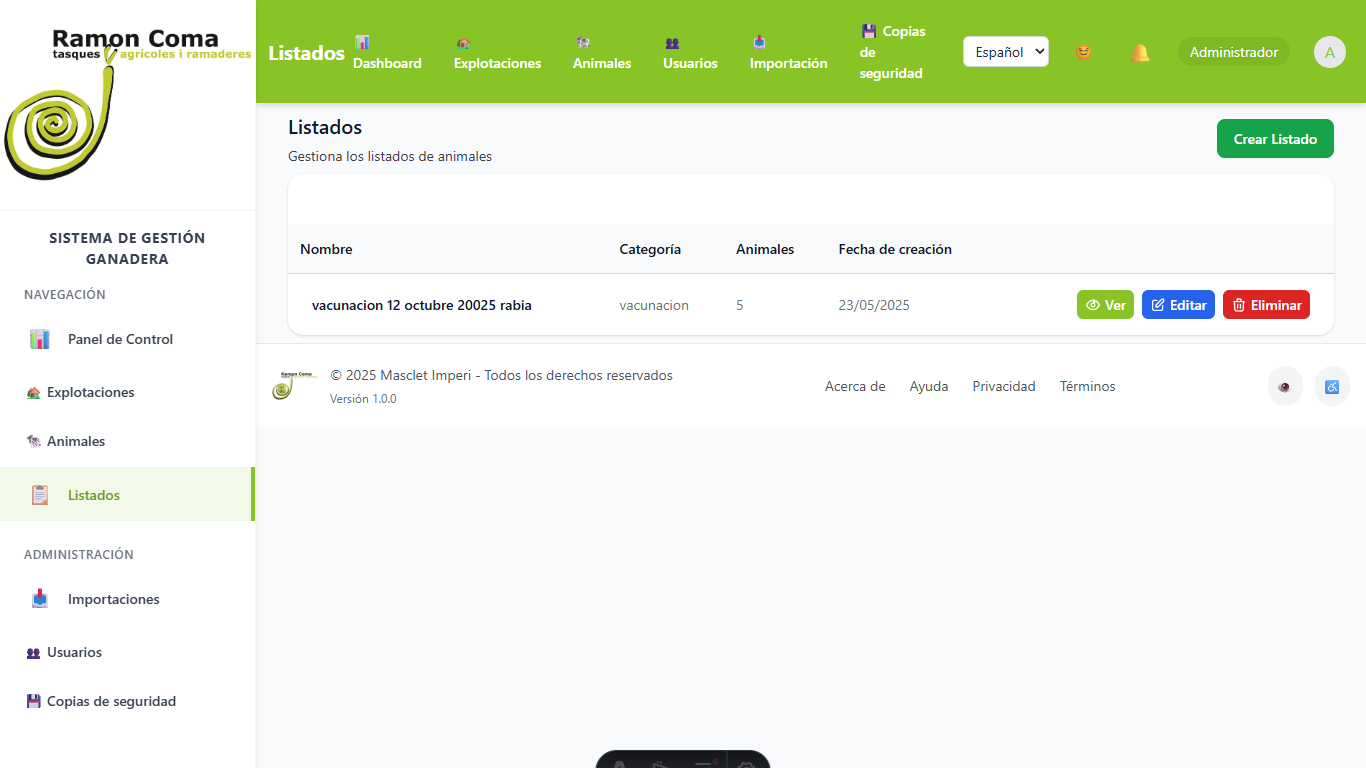 Ramon Coma
tasques agrícoles i ramaderes
SISTEMA DE GESTIÓN
GANADERA
NAVEGACIÓN
Panel de Control
Explotaciones
Animales
Listados
ADMINISTRACIÓN
Importaciones
Usuarios
Copias de seguridad
Listados
Dashboard
Explotaciones
Animales
Usuarios
Importación
Copias
de
seguridad
Español
Administrador
A
Listados
Gestiona los listados de animales
Crear Listado
Nombre Categoría Animales Fecha de creación
vacunacion 12 octubre 20025 rabia vacunacion 5 23/05/2025 Ver Editar Eliminar
Ramon Coma
© 2025 Masclet Imperi - Todos los derechos reservados
Versión 1.0.0
Acerca de Ayuda Privacidad Términos